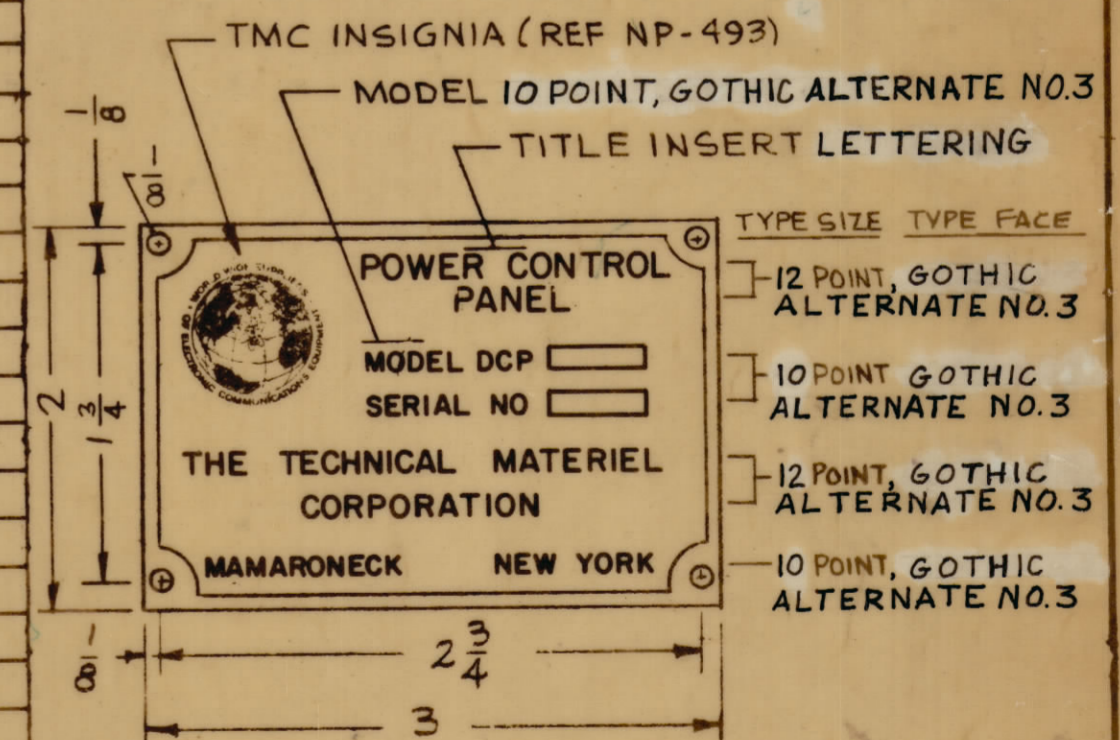 TMC INSIGNIA (REF NP-493)
MODEL 10 POINT, GOTHIC ALTERNATE NO.3
TITLE INSERT LETTERING
1/8
1/8
TYPE SIZE TYPE FACE
POWER CONTROL
PANEL
12 POINT, GOTHIC
ALTERNATE NO. 3
MODEL DCP
SERIAL NO
10 POINT GOTHIC
ALTERNATE NO. 3
2
1 3/4
THE TECHNICAL MATERIEL
CORPORATION
12 POINT, GOTHIC
ALTERNATE NO. 3
MAMARONECK NEW YORK
10 POINT, GOTHIC
ALTERNATE NO. 3
1/8
2 3/4
3
OF ELECTRONIC COMMUNICATIONS